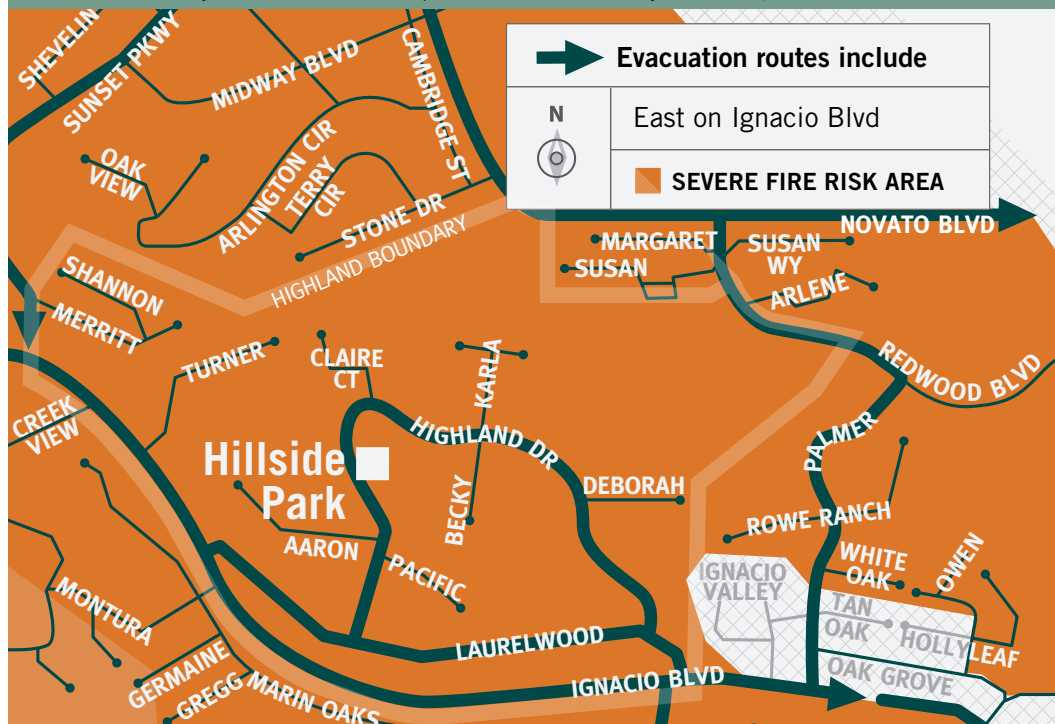 SHEVELIN
SUNSET PKWY
MIDWAY BLVD
CAMBRIDGE ST
Evacuation routes include
N
East on Ignacio Blvd
SEVERE FIRE RISK AREA
OAK
VIEW
ARLINGTON CIR
TERRY
CIR
STONE DR
HIGHLAND BOUNDARY
NOVATO BLVD
MARGARET
SUSAN
SUSAN
WY
ARLENE
SHANNON
MERRITT
TURNER
CLAIRE
CT
KARLA
REDWOOD BLVD
CREEK
VIEW
HIGHLAND DR
PALMER
Hillside
Park
BECKY
DEBORAH
ROWE RANCH
AARON
PACIFIC
WHITE
OAK
OWEN
IGNACIO
VALLEY
MONTURA
TAN
OAK
HOLLYLEAF
LAURELWOOD
OAK GROVE
GERMAINE
GREGG
MARIN OAKS
IGNACIO BLVD